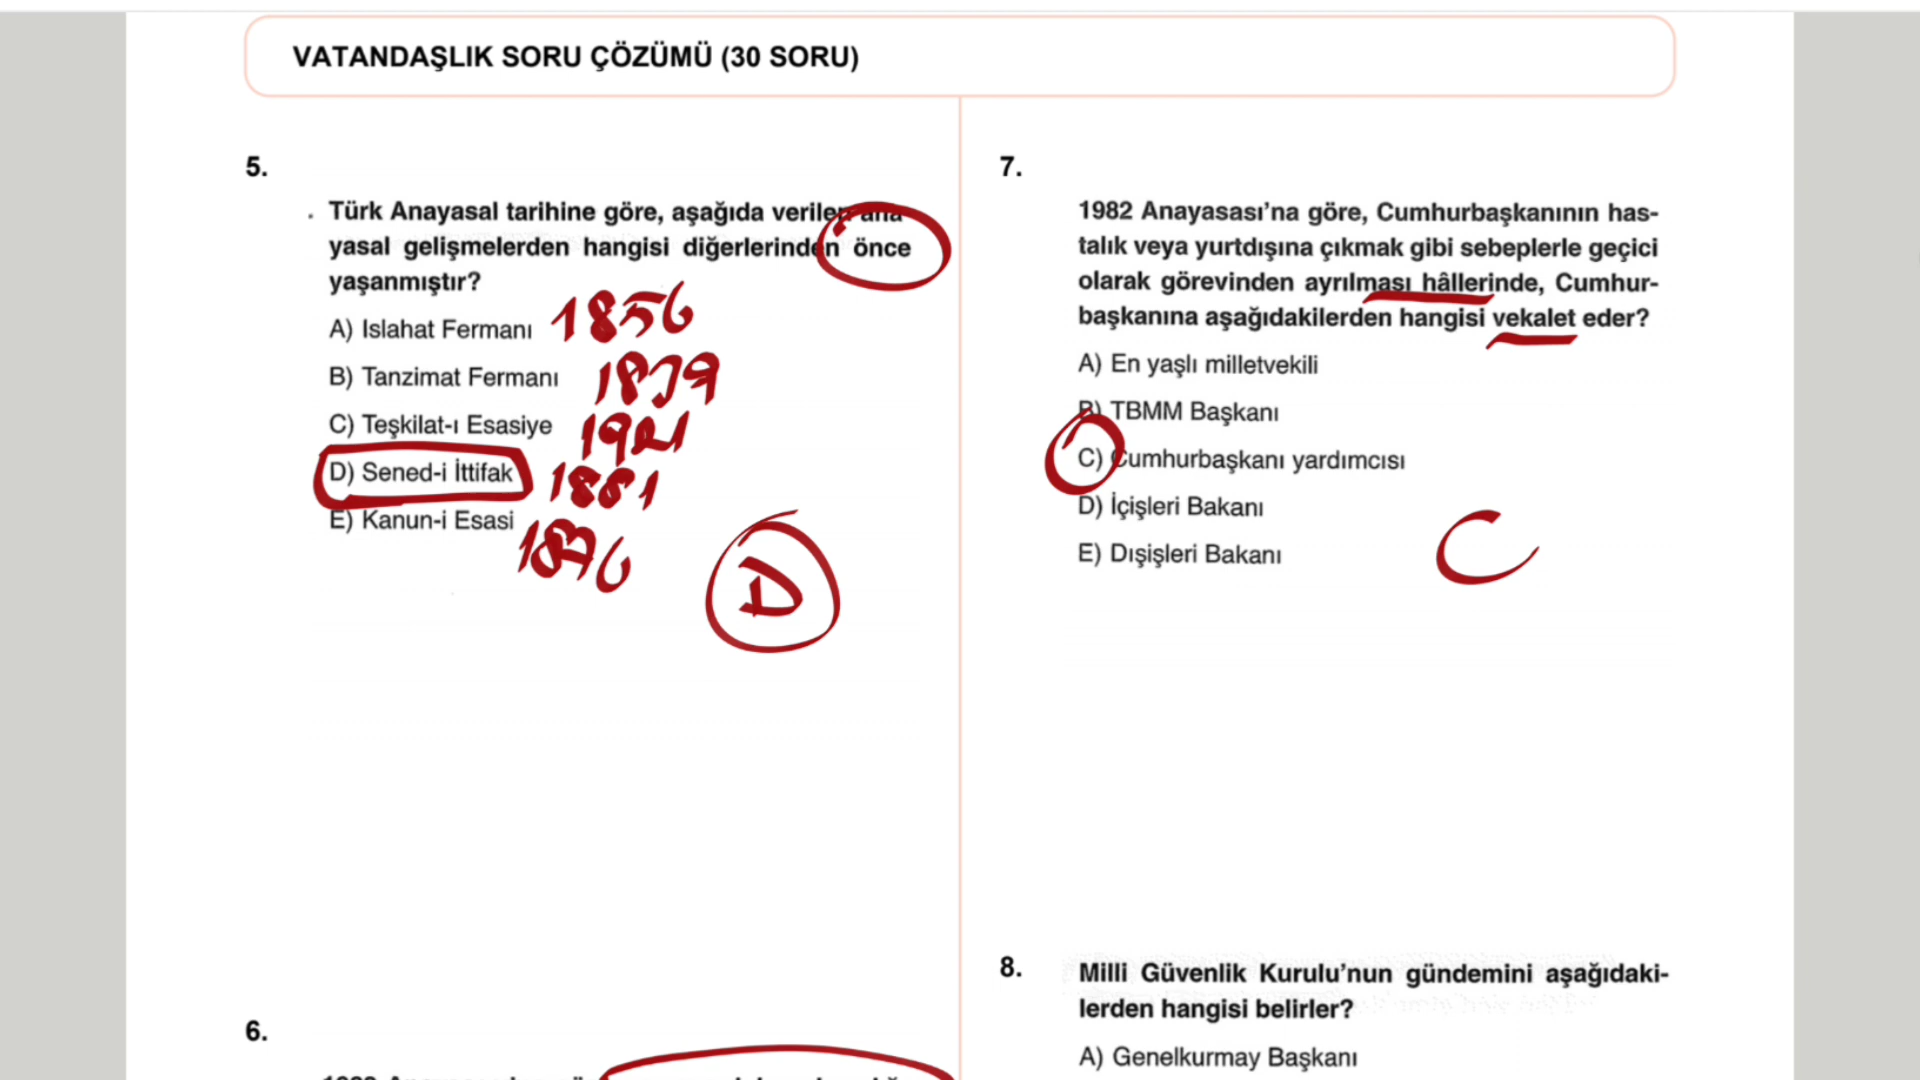 VATANDAŞLIK SORU ÇÖZÜMÜ (30 SORU)
5.
Türk Anayasal tarihine göre, aşağıda verilen ana
yasal gelişmelerden hangisi diğerlerinden önce
yaşanmıştır?
A) Islahat Fermanı 1856
B) Tanzimat Fermanı 1839
C) Teşkilat-ı Esasiye 1921
D) Sened-i İttifak 1881
E) Kanun-i Esasi 1876
D
6.
7.
1982 Anayasası’na göre, Cumhurbaşkanının has-
talık veya yurtdışına çıkmak gibi sebeplerle geçici
olarak görevinden ayrılması hâllerinde, Cumhur-
başkanına aşağıdakilerden hangisi vekalet eder?
A) En yaşlı milletvekili
B) TBMM Başkanı
C) Cumhurbaşkanı yardımcısı
D) İçişleri Bakanı
E) Dışişleri Bakanı
C
8.
Milli Güvenlik Kurulu’nun gündemini aşağıdaki-
lerden hangisi belirler?
A) Genelkurmay Başkanı